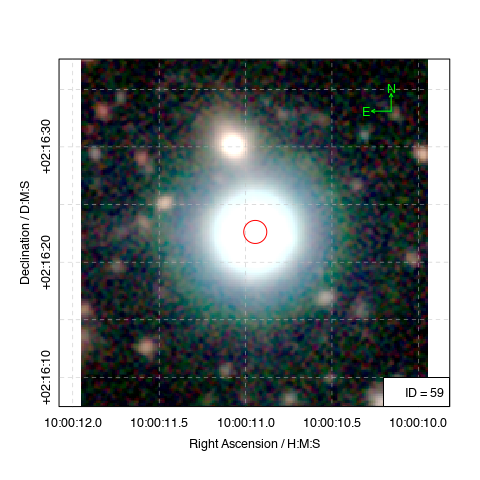 N
E
+02:16:30
+02:16:20
+02:16:10
Declination / D:M:S
ID = 59
10:00:12.0 10:00:11.5 10:00:11.0 10:00:10.5 10:00:10.0
Right Ascension / H:M:S